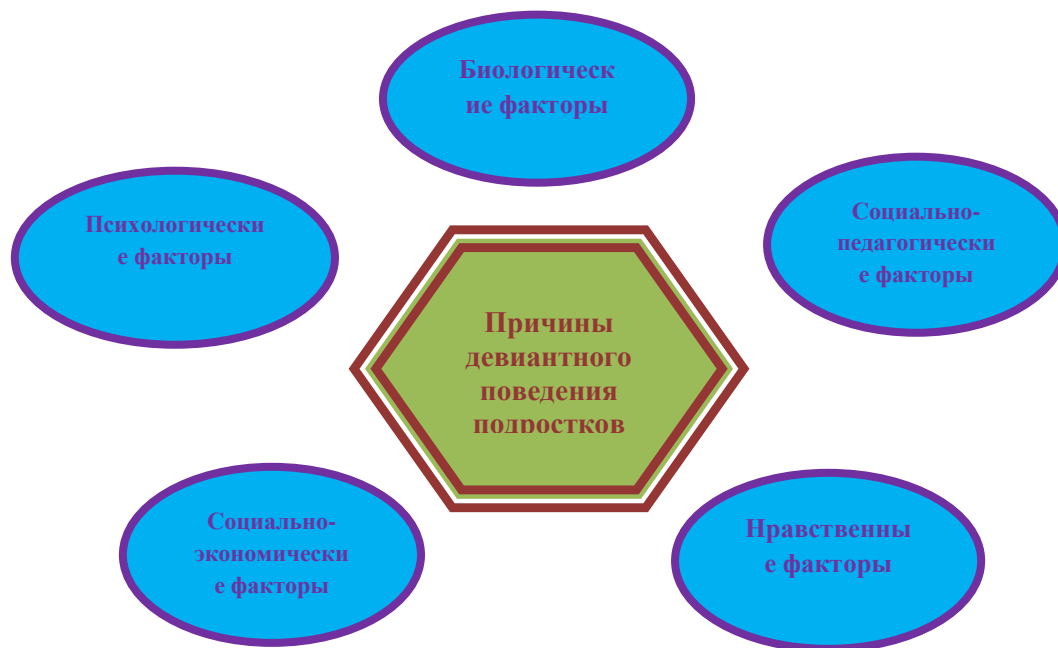 Биологическ
ие факторы
Психологически
е факторы
Социально-
педагогически
е факторы
Причины
девиантного
поведения
подростков
Социально-
экономически
е факторы
Нравственны
е факторы